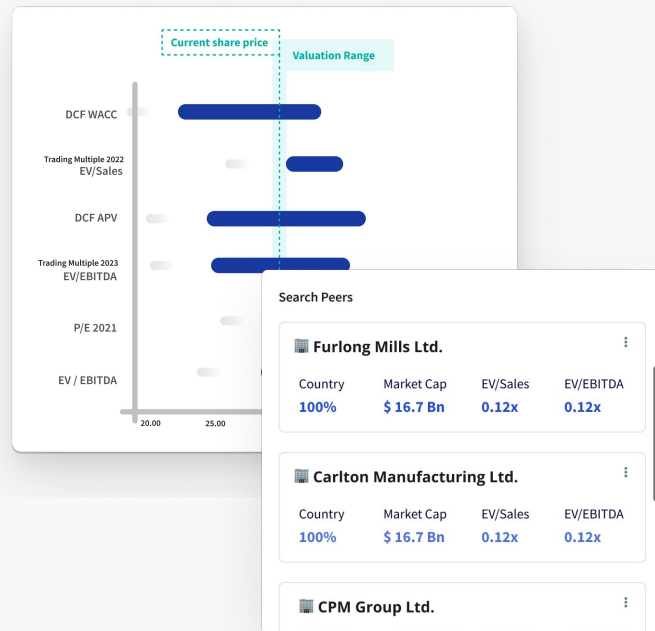 Current share price
Valuation Range
DCF WACC
Trading Multiple 2022
EV/Sales
DCF APV
Trading Multiple 2023
EV/EBITDA
P/E 2021
EV / EBITDA
20.00 25.00
Search Peers
Furlong Mills Ltd.
Country Market Cap EV/Sales EV/EBITDA
100% $ 16.7 Bn 0.12x 0.12x
Carlton Manufacturing Ltd.
Country Market Cap EV/Sales EV/EBITDA
100% $ 16.7 Bn 0.12x 0.12x
CPM Group Ltd.